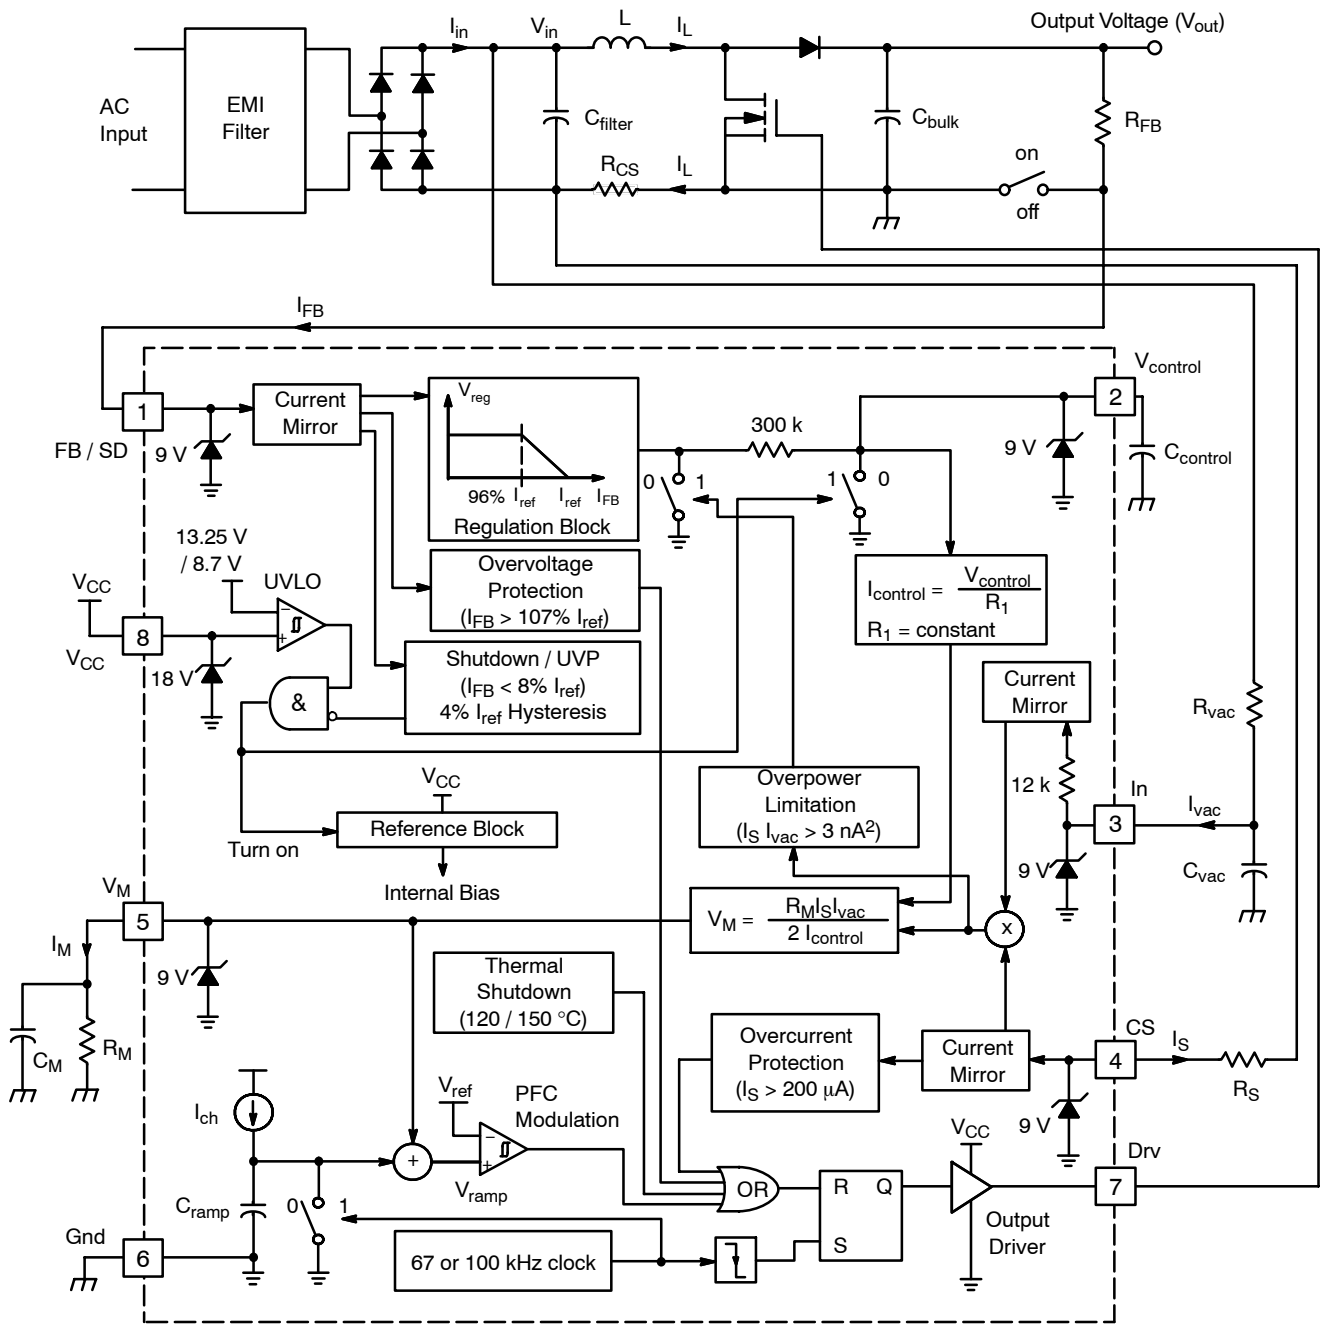 Output Voltage (Vout)
Iin
Vin
L
IL
AC
Input
EMI
Filter
Cfilter
Cbulk
RFB
RCS
IL
on
off
IFB
Vcontrol
1
FB / SD
9 V
Current
Mirror
Vreg
96% Iref
Iref
IFB
Regulation Block
300 k
0
1
1
0
9 V
2
Ccontrol
13.25 V
/ 8.7 V
UVLO
VCC
8
VCC
18 V
−
+
&
Overvoltage
Protection
(IFB > 107% Iref)
Shutdown / UVP
(IFB < 8% Iref)
4% Iref Hysteresis
Icontrol = Vcontrol / R1
R1 = constant
Current
Mirror
Rvac
12 k
In
3
Ivac
9 V
Cvac
VCC
Reference Block
Turn on
Internal Bias
Overpower
Limitation
(IS Ivac > 3 nA2)
VM
5
IM
9 V
CM
RM
VM = RMISIvac / 2 Icontrol
x
Thermal
Shutdown
(120 / 150 °C)
Overcurrent
Protection
(IS > 200 μA)
Current
Mirror
CS
4
IS
RS
9 V
Ich
Vref
PFC
Modulation
−
+
+
Vramp
Cramp
0
1
OR
R
Q
S
VCC
Drv
7
Output
Driver
Gnd
6
67 or 100 kHz clock